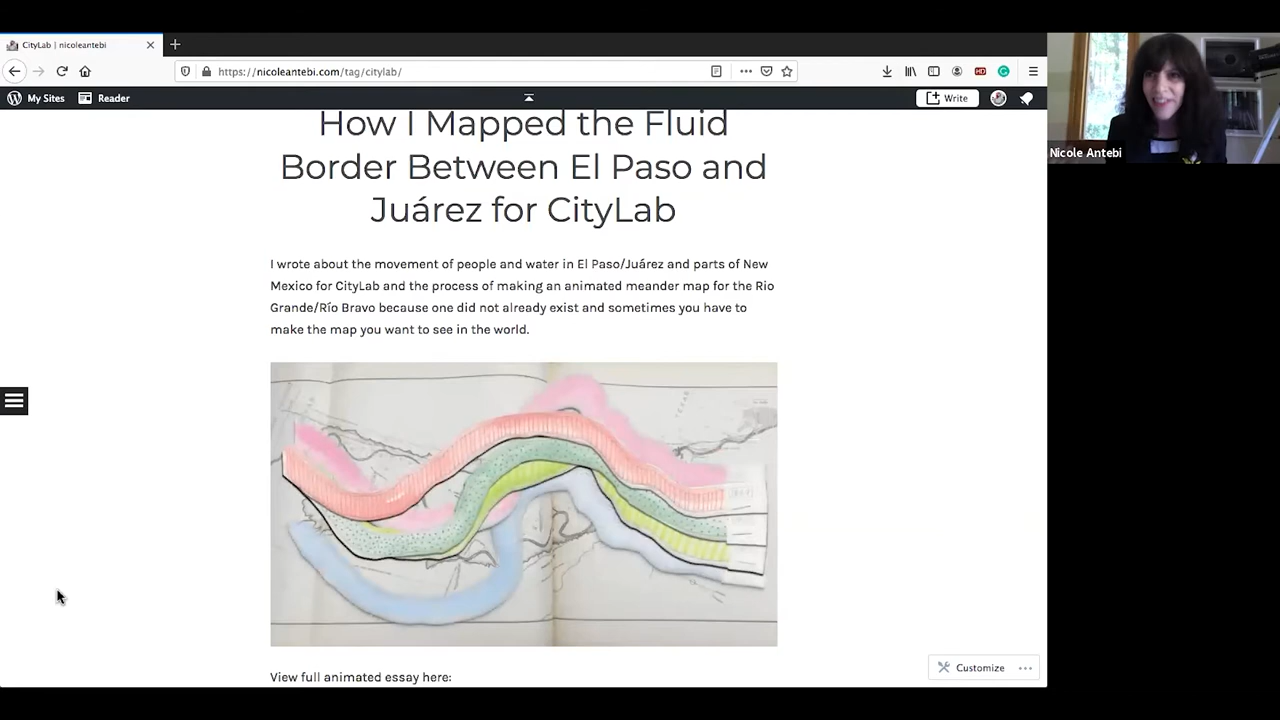 CityLab | nicoleantebi
https://nicoleantebi.com/tag/citylab/
My Sites
Reader
Write
How I Mapped the Fluid
Border Between El Paso and
Juárez for CityLab
I wrote about the movement of people and water in El Paso/Juárez and parts of New
Mexico for CityLab and the process of making an animated meander map for the Rio
Grande/Río Bravo because one did not already exist and sometimes you have to
make the map you want to see in the world.
View full animated essay here:
Customize
Nicole Antebi